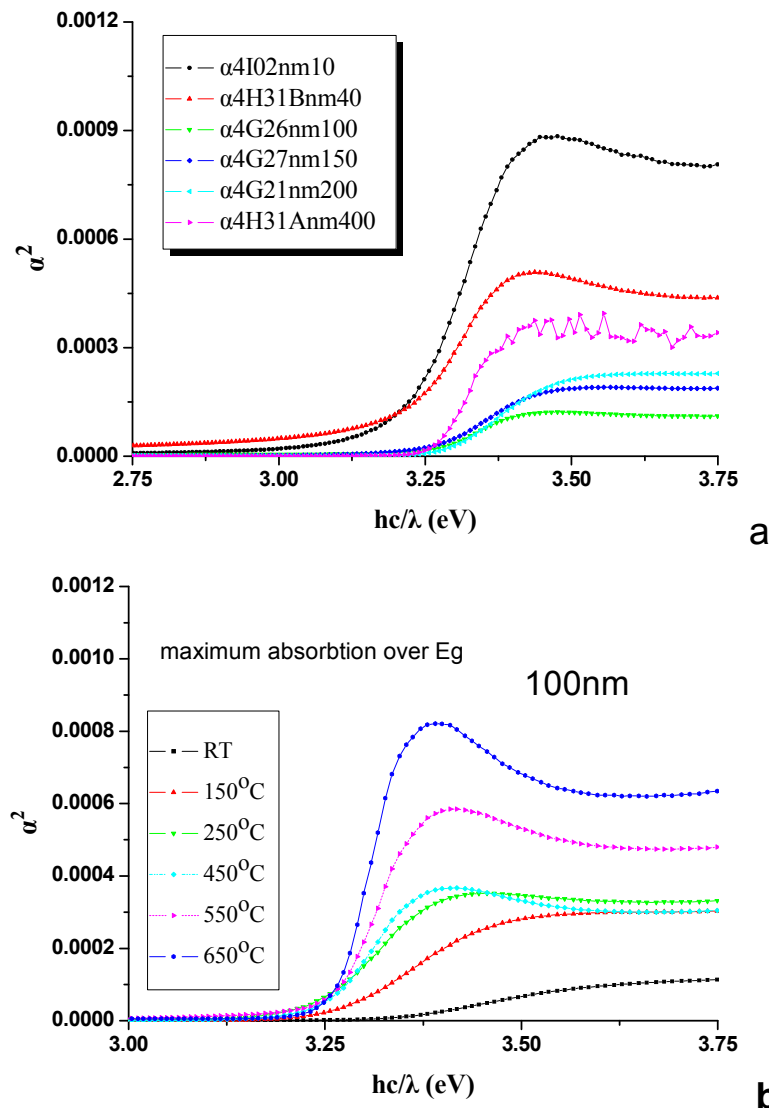 0.0012
0.0009
0.0006
0.0003
0.0000
α²
α4I02nm10
α4H31Bnm40
α4G26nm100
α4G27nm150
α4G21nm200
α4H31Anm400
2.75 3.00 3.25 3.50 3.75
hc/λ (eV)
a
0.0012
0.0010
0.0008
0.0006
0.0004
0.0002
0.0000
α²
maximum absorbtion over Eg
100nm
RT
150°C
250°C
450°C
550°C
650°C
3.00 3.25 3.50 3.75
hc/λ (eV)
b